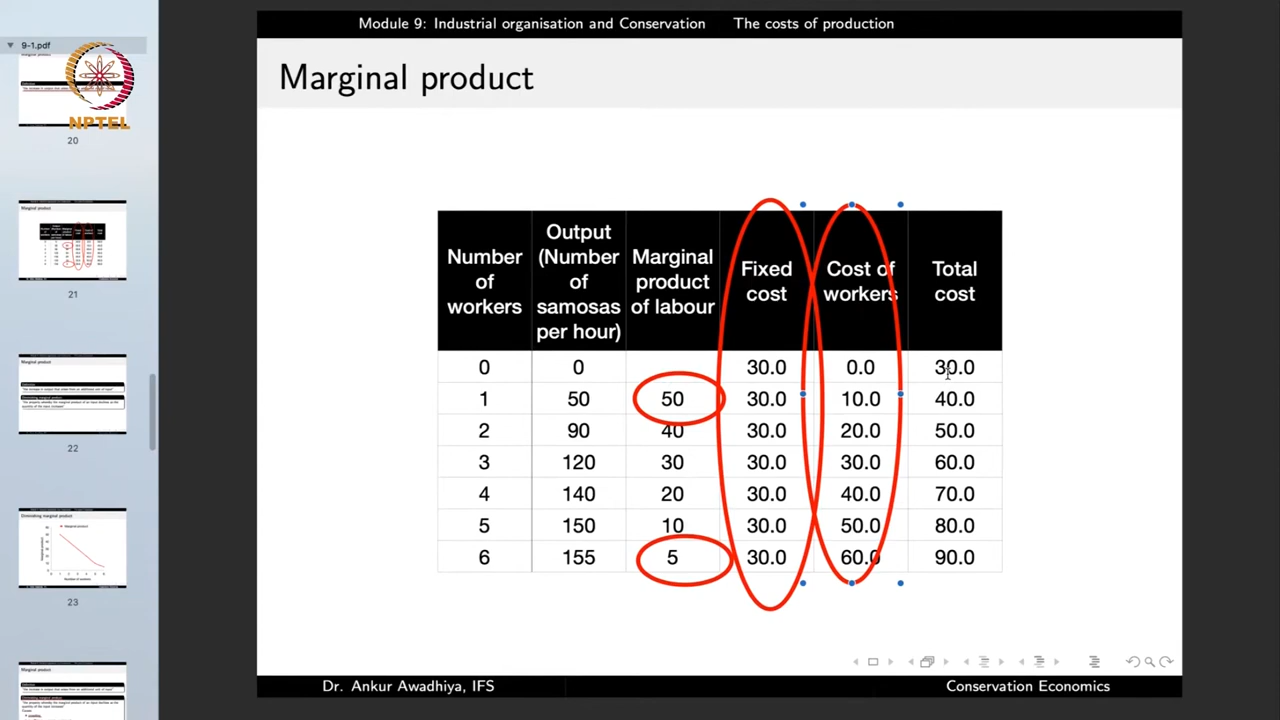 Module 9: Industrial organisation and Conservation The costs of production
9-1.pdf
NPTEL
20
21
22
23
Marginal product
Number of workers Output (Number of samosas per hour) Marginal product of labour Fixed cost Cost of workers Total cost
0 0 30.0 0.0 30.0
1 50 50 30.0 10.0 40.0
2 90 40 30.0 20.0 50.0
3 120 30 30.0 30.0 60.0
4 140 20 30.0 40.0 70.0
5 150 10 30.0 50.0 80.0
6 155 5 30.0 60.0 90.0
Dr. Ankur Awadhiya, IFS Conservation Economics